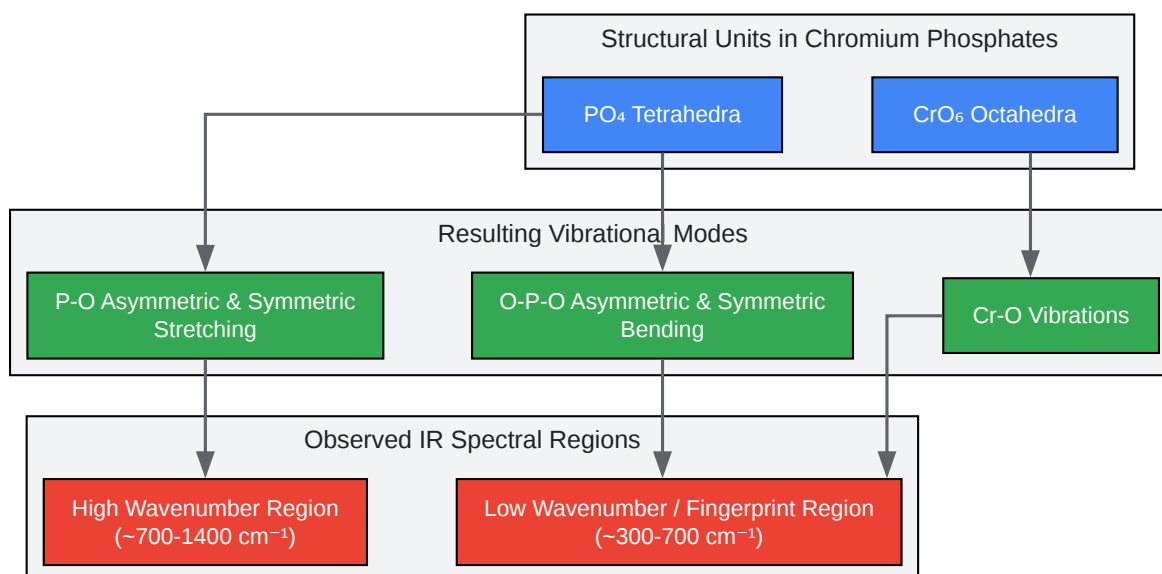 Structural Units in Chromium Phosphates
PO₄ Tetrahedra
CrO₆ Octahedra
Resulting Vibrational Modes
P-O Asymmetric & Symmetric
Stretching
O-P-O Asymmetric & Symmetric
Bending
Cr-O Vibrations
Observed IR Spectral Regions
High Wavenumber Region
(~700-1400 cm⁻¹)
Low Wavenumber / Fingerprint Region
(~300-700 cm⁻¹)